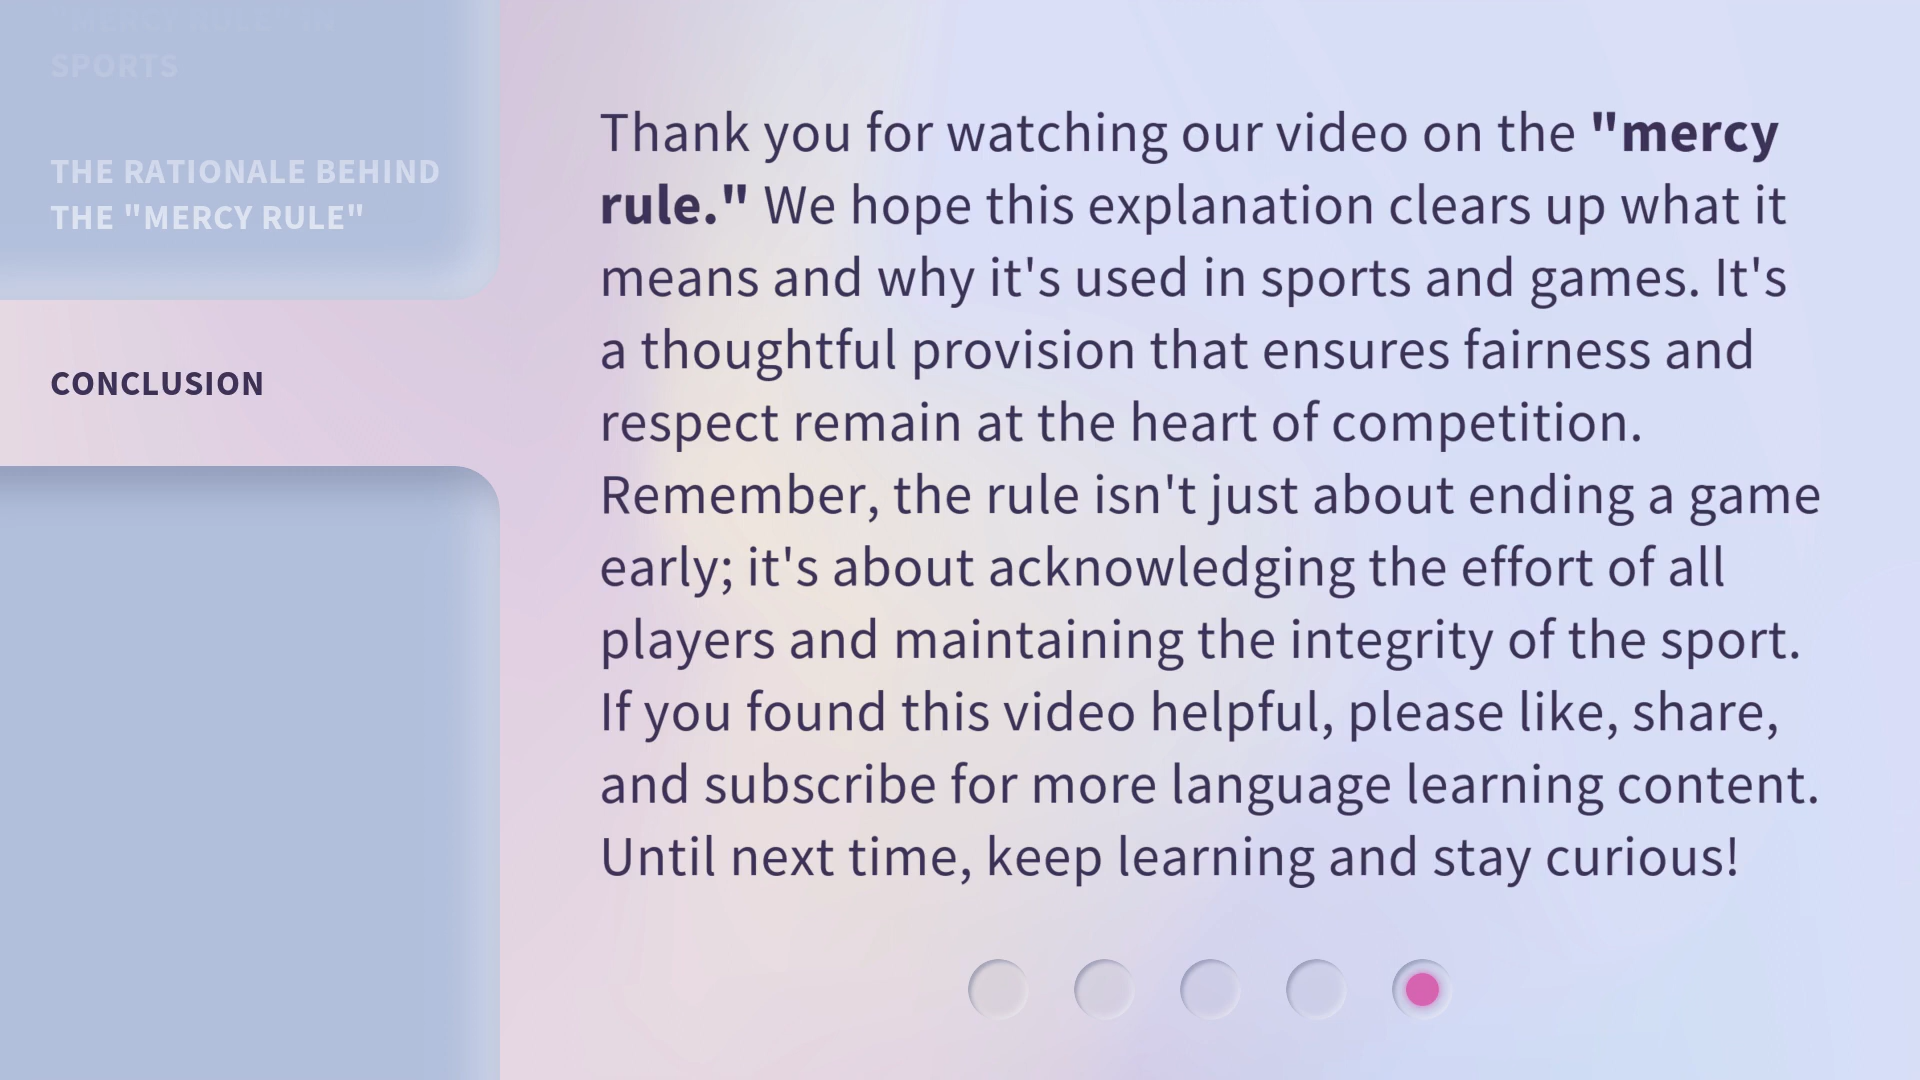 "MERCY RULE" IN
SPORTS
THE RATIONALE BEHIND
THE "MERCY RULE"
CONCLUSION
Thank you for watching our video on the "mercy
rule." We hope this explanation clears up what it
means and why it's used in sports and games. It's
a thoughtful provision that ensures fairness and
respect remain at the heart of competition.
Remember, the rule isn't just about ending a game
early; it's about acknowledging the effort of all
players and maintaining the integrity of the sport.
If you found this video helpful, please like, share,
and subscribe for more language learning content.
Until next time, keep learning and stay curious!